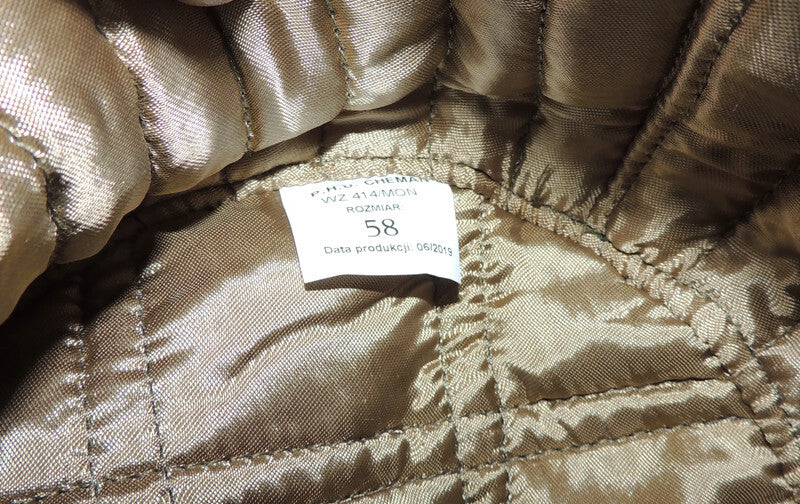 P.H.U. CHEMAR
WZ 414/MON
ROZMIAR:
58
Data produkcji: 06/2019